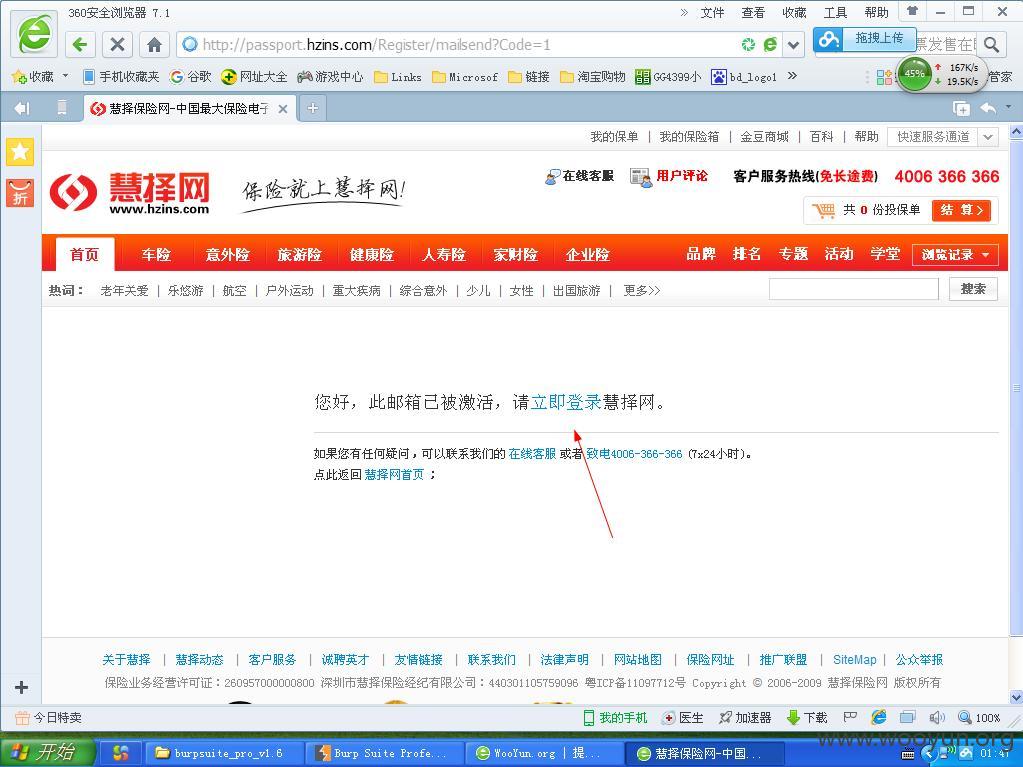 360安全浏览器 7.1
» 文件 查看 收藏 工具 帮助
http://passport.hzins.com/Register/mailsend?Code=1
拖拽上传
票发售在
收藏 手机收藏夹 谷歌 网址大全 游戏中心 Links Microsof 链接 淘宝购物 GG4399小 bd_logo1 »
45% 167K/s 19.5K/s 管家
慧择保险网-中国最大保险电子
折
我的保单 | 我的保险箱 | 金豆商城 | 百科 | 帮助 快速服务通道
慧择网
www.hzins.com
保险就上慧择网!
在线客服 用户评论 客户服务热线(免长途费) 4006 366 366
共 0 份投保单 结 算 >
首页 车险 意外险 旅游险 健康险 人寿险 家财险 企业险 品牌 排名 专题 活动 学堂 浏览记录
热词: 老年关爱 | 乐悠游 | 航空 | 户外运动 | 重大疾病 | 综合意外 | 少儿 | 女性 | 出国旅游 | 更多>> 搜索
您好，此邮箱已被激活，请立即登录慧择网。
如果您有任何疑问，可以联系我们的 在线客服 或者 致电4006-366-366 (7x24小时)。
点此返回 慧择网首页 ；
关于慧择 | 慧择动态 | 客户服务 | 诚聘英才 | 友情链接 | 联系我们 | 法律声明 | 网站地图 | 保险网址 | 推广联盟 | SiteMap | 公众举报
保险业务经营许可证：260957000000800 深圳市慧择保险经纪有限公司：440301105759096 粤ICP备11097712号 Copyright © 2006-2009 慧择保险网 版权所有
今日特卖 我的手机 医生 加速器 下载 100%
www.wooyun.org
开始 burpsuite_pro_v1.6 Burp Suite Profe... WooYun.org | 提... 慧择保险网-中国... 01:47